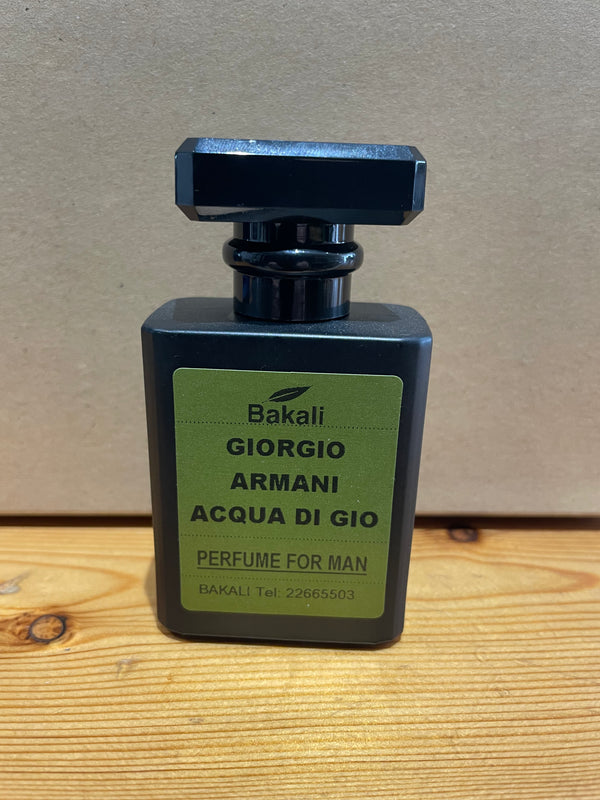 Bakali
GIORGIO
ARMANI
ACQUA DI GIO
PERFUME FOR MAN
BAKALI Tel: 22665503